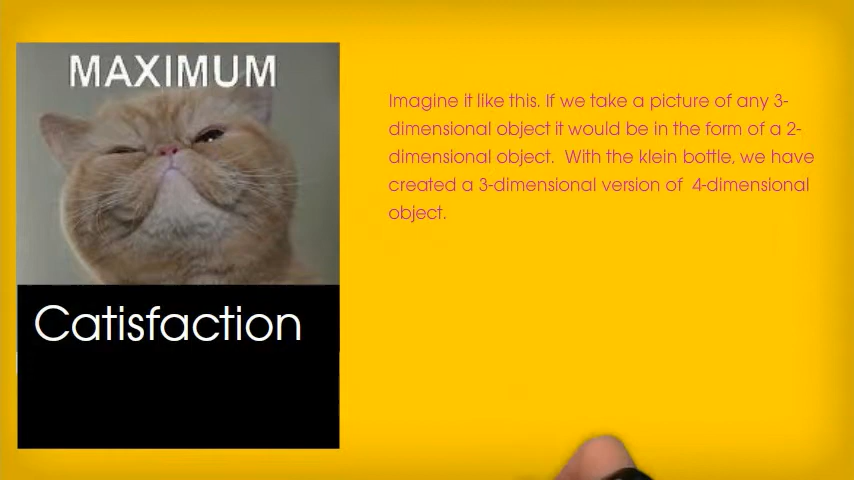 MAXIMUM
Catisfaction
Imagine it like this. If we take a picture of any 3-
dimensional object it would be in the form of a 2-
dimensional object.  With the klein bottle, we have
created a 3-dimensional version of  4-dimensional
object.